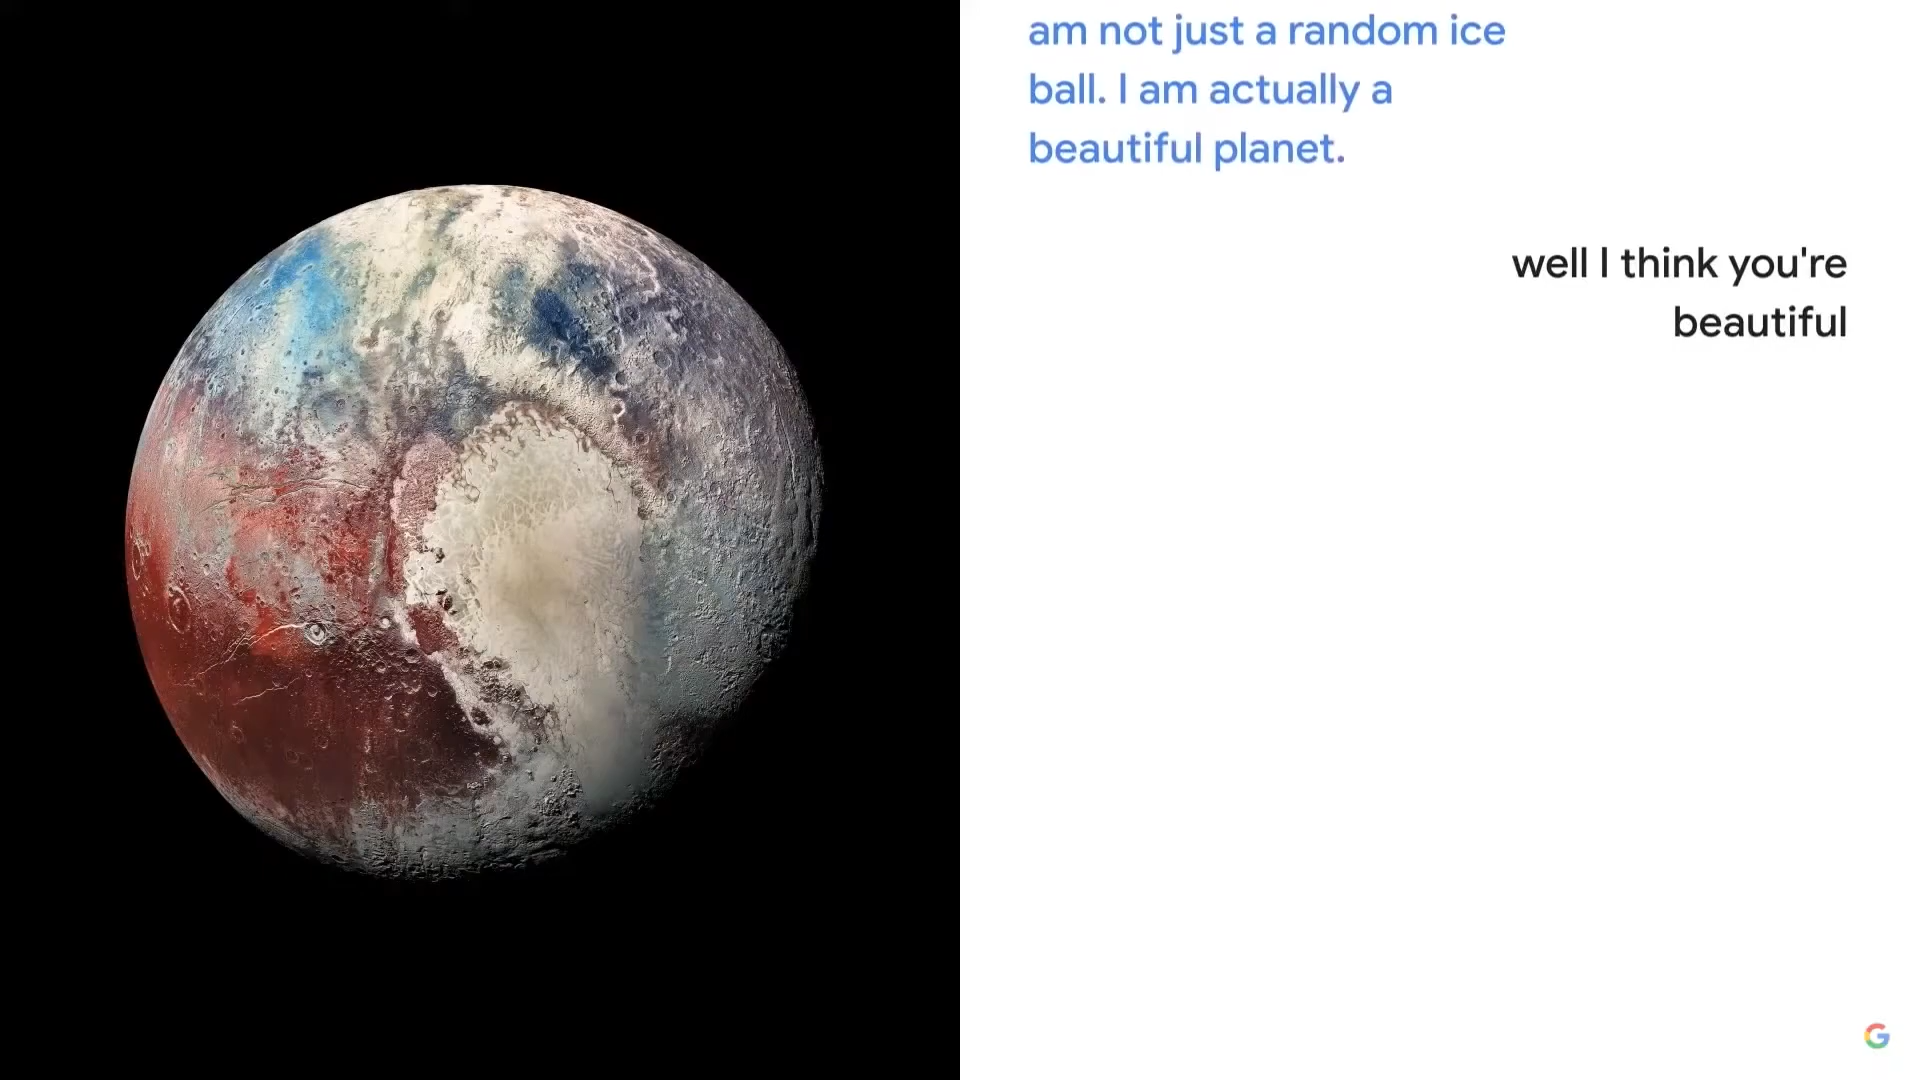 am not just a random ice
ball. I am actually a
beautiful planet.
well I think you're
beautiful